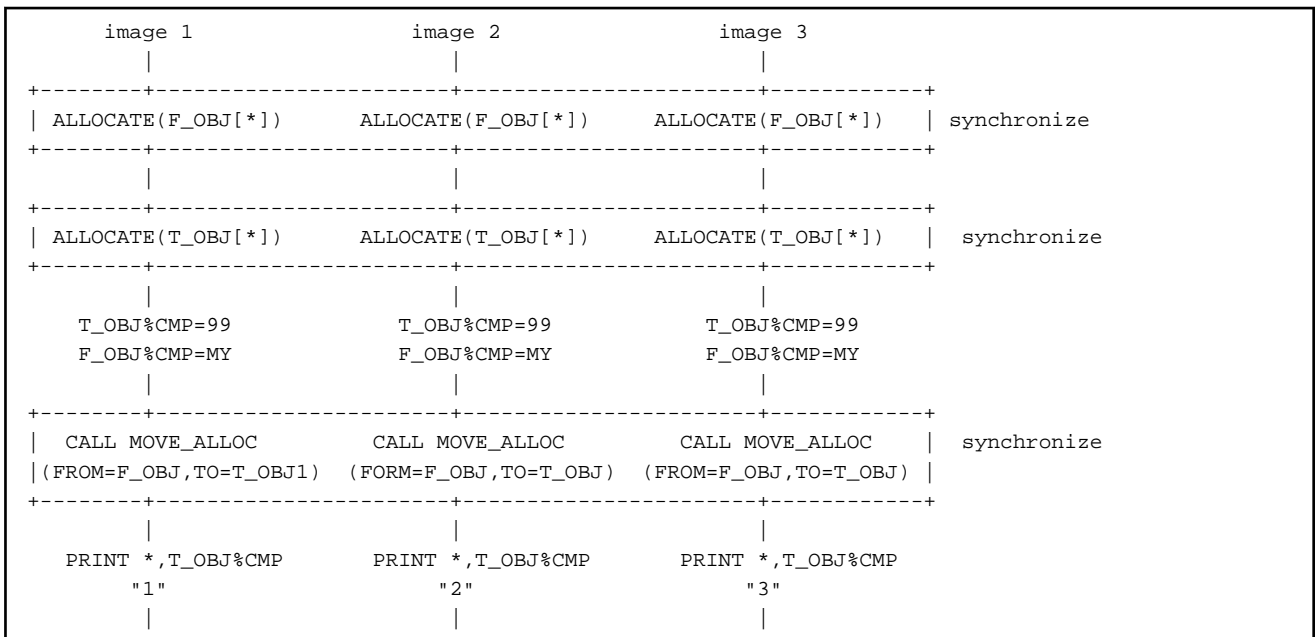 image 1 image 2 image 3
| | |
+--------+-----------------------+-----------------------+------------+
| ALLOCATE(F_OBJ[*]) ALLOCATE(F_OBJ[*]) ALLOCATE(F_OBJ[*]) | synchronize
+--------+-----------------------+-----------------------+------------+
| | |
+--------+-----------------------+-----------------------+------------+
| ALLOCATE(T_OBJ[*]) ALLOCATE(T_OBJ[*]) ALLOCATE(T_OBJ[*]) | synchronize
+--------+-----------------------+-----------------------+------------+
| | |
T_OBJ%CMP=99 T_OBJ%CMP=99 T_OBJ%CMP=99
F_OBJ%CMP=MY F_OBJ%CMP=MY F_OBJ%CMP=MY
| | |
+--------+-----------------------+-----------------------+------------+
| CALL MOVE_ALLOC CALL MOVE_ALLOC CALL MOVE_ALLOC | synchronize
|(FROM=F_OBJ,TO=T_OBJ1) (FORM=F_OBJ,TO=T_OBJ) (FROM=F_OBJ,TO=T_OBJ) |
+--------+-----------------------+-----------------------+------------+
| | |
PRINT *,T_OBJ%CMP PRINT *,T_OBJ%CMP PRINT *,T_OBJ%CMP
"1" "2" "3"
| | |